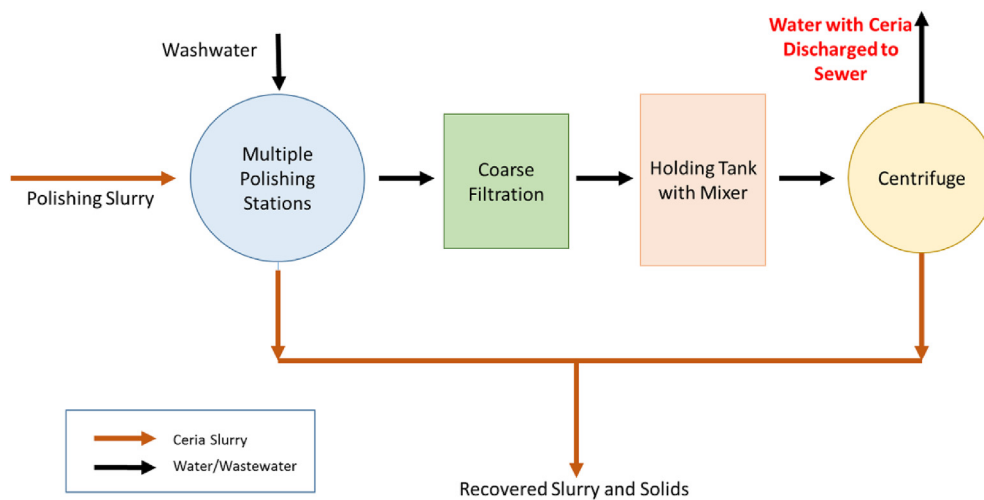 Water with Ceria
Discharged to
Sewer
Washwater
Multiple
Polishing
Stations
Coarse
Filtration
Holding Tank
with Mixer
Centrifuge
Polishing Slurry
Ceria Slurry
Water/Wastewater
Recovered Slurry and Solids